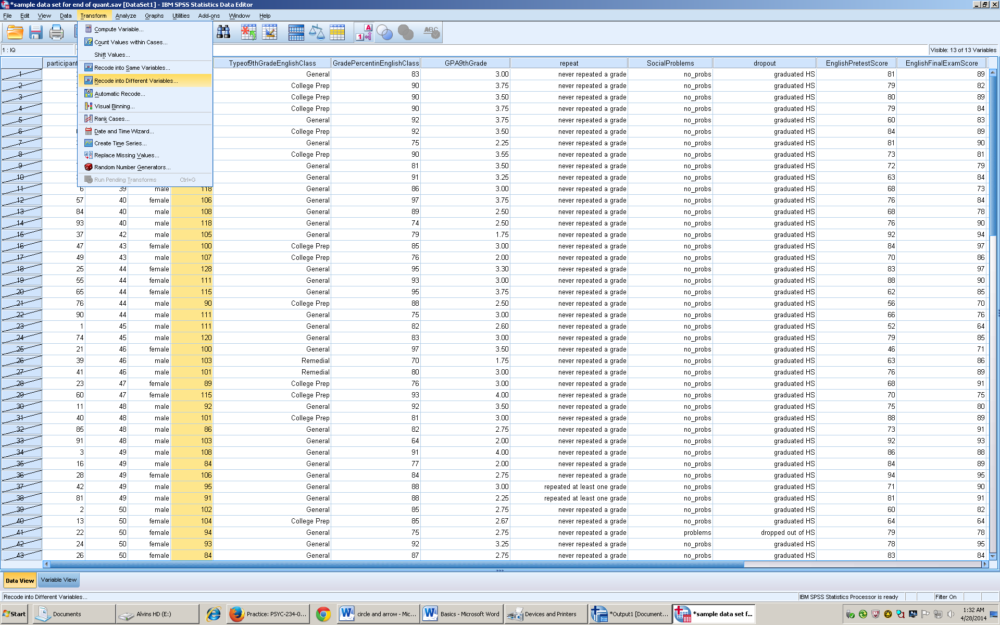 *sample data set for end of quant.sav [DataSet1] - IBM SPSS Statistics Data Editor
File Edit View Data Transform Analyze Graphs Utilities Add-ons Window Help
Compute Variable...
Count Values within Cases...
Shift Values...
Recode into Same Variables...
Recode into Different Variables...
Automatic Recode...
Visual Binning...
Rank Cases...
Date and Time Wizard...
Create Time Series...
Replace Missing Values...
Random Number Generators...
Run Pending Transforms Ctrl+G
1 : IQ Visible: 13 of 13 Variables
participant Typeof9thGradeEnglishClass GradePercentinEnglishClass GPA9thGrade repeat SocialProblems dropout EnglishPretestScore EnglishFinalExamScore
1 General 83 3.00 never repeated a grade no_probs graduated HS 81 89
2 College Prep 90 3.75 never repeated a grade no_probs graduated HS 79 82
3 College Prep 90 3.50 never repeated a grade no_probs graduated HS 80 89
4 College Prep 90 3.75 never repeated a grade no_probs graduated HS 79 84
5 General 92 3.75 never repeated a grade no_probs graduated HS 60 83
6 College Prep 92 3.50 never repeated a grade no_probs graduated HS 84 89
7 General 75 2.25 never repeated a grade no_probs graduated HS 81 90
8 College Prep 90 3.55 never repeated a grade no_probs graduated HS 73 81
9 General 81 3.50 never repeated a grade no_probs graduated HS 72 79
10 General 91 3.25 never repeated a grade no_probs graduated HS 63 84
11 6 39 male 118 General 86 3.00 never repeated a grade no_probs graduated HS 68 73
12 57 40 female 106 General 97 3.75 never repeated a grade no_probs graduated HS 76 84
13 84 40 male 108 General 89 2.50 never repeated a grade no_probs graduated HS 68 78
14 93 40 male 118 General 74 2.50 never repeated a grade no_probs graduated HS 76 90
15 37 42 male 105 General 79 1.75 never repeated a grade no_probs graduated HS 92 94
16 47 43 female 100 College Prep 85 3.00 never repeated a grade no_probs graduated HS 84 97
17 49 43 male 107 College Prep 76 2.00 never repeated a grade no_probs graduated HS 70 86
18 25 44 female 128 General 95 3.30 never repeated a grade no_probs graduated HS 83 97
19 55 44 female 111 General 93 3.00 never repeated a grade no_probs graduated HS 88 90
20 65 44 female 115 General 95 3.75 never repeated a grade no_probs graduated HS 62 85
21 76 44 male 90 College Prep 88 2.50 never repeated a grade no_probs graduated HS 56 70
22 90 44 male 111 General 75 3.00 never repeated a grade no_probs graduated HS 66 76
23 1 45 male 111 General 82 2.60 never repeated a grade no_probs graduated HS 52 64
24 74 45 male 120 General 83 3.00 never repeated a grade no_probs graduated HS 79 85
25 21 46 female 100 General 97 3.50 never repeated a grade no_probs graduated HS 46 71
26 39 46 male 103 Remedial 70 1.75 never repeated a grade no_probs graduated HS 63 86
27 41 46 male 101 Remedial 80 3.00 never repeated a grade no_probs graduated HS 76 89
28 23 47 female 89 College Prep 76 3.00 never repeated a grade no_probs graduated HS 68 91
29 60 47 female 115 College Prep 93 4.00 never repeated a grade no_probs graduated HS 70 75
30 11 48 male 92 General 92 3.50 never repeated a grade no_probs graduated HS 75 80
31 40 48 male 101 College Prep 81 3.00 never repeated a grade no_probs graduated HS 88 89
32 85 48 male 86 General 82 2.75 never repeated a grade no_probs graduated HS 73 91
33 91 48 male 103 General 64 2.00 never repeated a grade no_probs graduated HS 92 93
34 3 49 male 108 General 91 4.00 never repeated a grade no_probs graduated HS 86 88
35 16 49 male 84 General 77 2.00 never repeated a grade no_probs graduated HS 84 89
36 28 49 female 106 General 84 2.75 never repeated a grade no_probs graduated HS 94 95
37 42 49 male 95 General 88 3.00 repeated at least one grade no_probs graduated HS 71 90
38 81 49 male 91 General 88 2.25 repeated at least one grade no_probs graduated HS 81 91
39 2 50 male 102 General 85 2.75 never repeated a grade no_probs graduated HS 60 82
40 13 50 female 104 College Prep 85 2.67 never repeated a grade no_probs graduated HS 64 64
41 22 50 female 94 General 75 2.75 never repeated a grade problems dropped out of HS 79 78
42 24 50 female 93 General 92 3.25 never repeated a grade no_probs graduated HS 78 95
43 26 50 female 84 General 87 2.75 never repeated a grade no_probs graduated HS 83 84
Data View Variable View
Recode into Different Variables... IBM SPSS Statistics Processor is ready Filter On
Start Documents Alvins HD (E:) Practice: PSYC-234-0... circle and arrow - Mic... Basics - Microsoft Word Devices and Printers *Output1 [Document... *sample data set f... 1:32 AM
4/28/2014